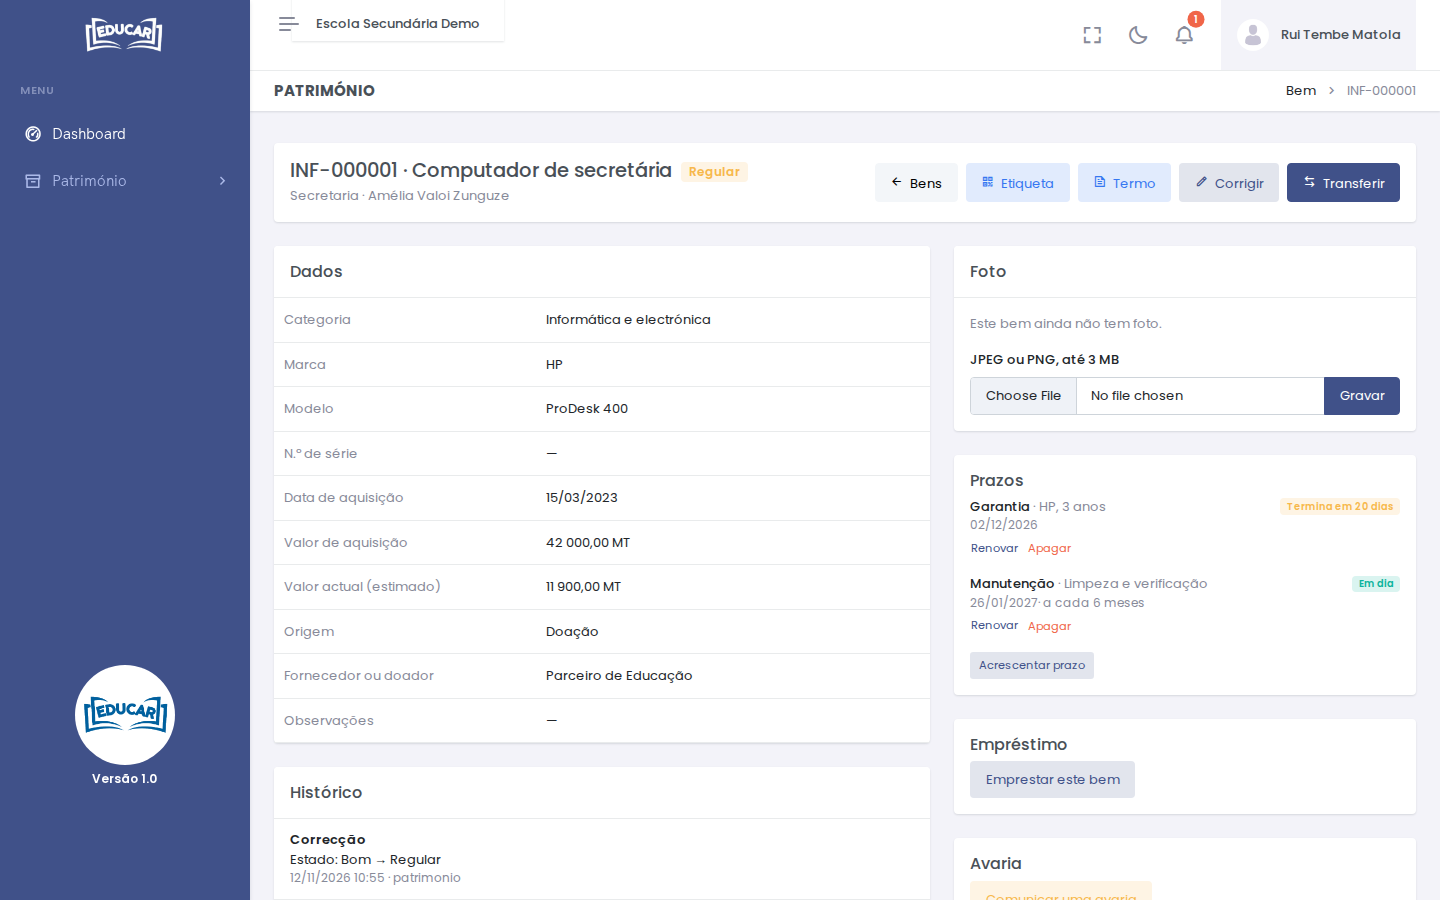 EDUCAR
MENU
Dashboard
Património
EDUCAR
Versão 1.0
Escola Secundária Demo
1
Rui Tembe Matola
PATRIMÓNIO
Bem > INF-000001
INF-000001 · Computador de secretária Regular
Secretaria · Amélia Valoi Zunguze
Bens
Etiqueta
Termo
Corrigir
Transferir
Dados
Categoria Informática e electrónica
Marca HP
Modelo ProDesk 400
N.º de série —
Data de aquisição 15/03/2023
Valor de aquisição 42 000,00 MT
Valor actual (estimado) 11 900,00 MT
Origem Doação
Fornecedor ou doador Parceiro de Educação
Observações —
Histórico
Correcção
Estado: Bom → Regular
12/11/2026 10:55 · patrimonio
Foto
Este bem ainda não tem foto.
JPEG ou PNG, até 3 MB
Choose File No file chosen Gravar
Prazos
Garantia · HP, 3 anos Termina em 20 dias
02/12/2026
Renovar Apagar
Manutenção · Limpeza e verificação Em dia
26/01/2027· a cada 6 meses
Renovar Apagar
Acrescentar prazo
Empréstimo
Emprestar este bem
Avaria
Comunicar uma avaria